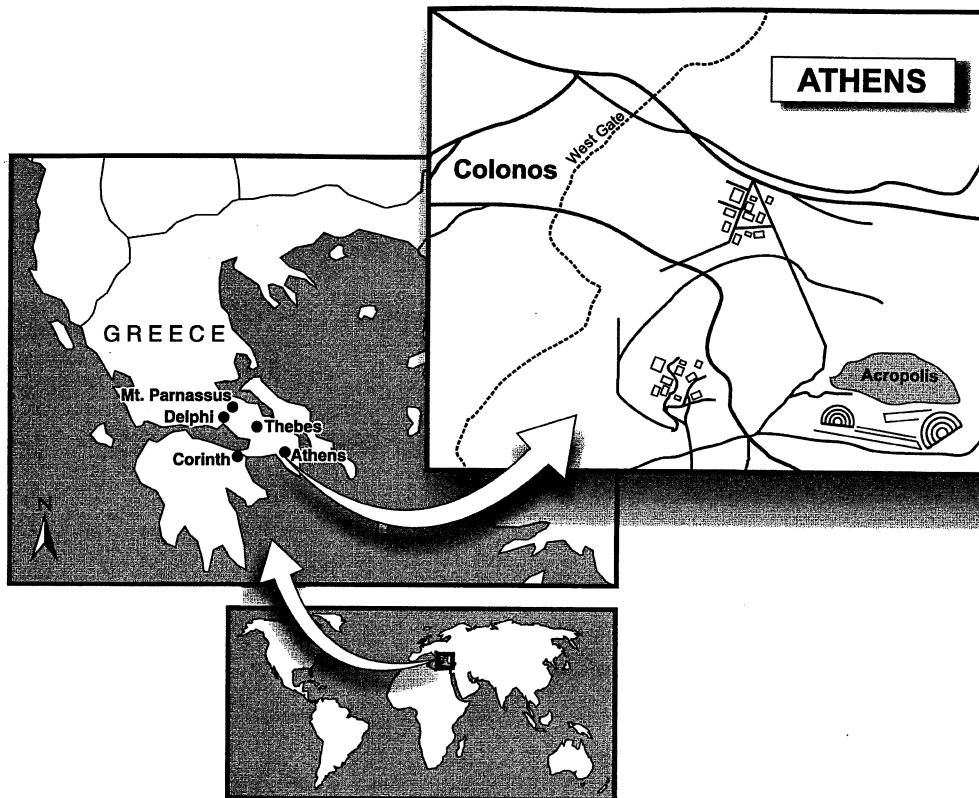 ATHENS
West Gate
Colonos
Acropolis
GREECE
Mt. Parnassus
Delphi
Thebes
Corinth
Athens
N